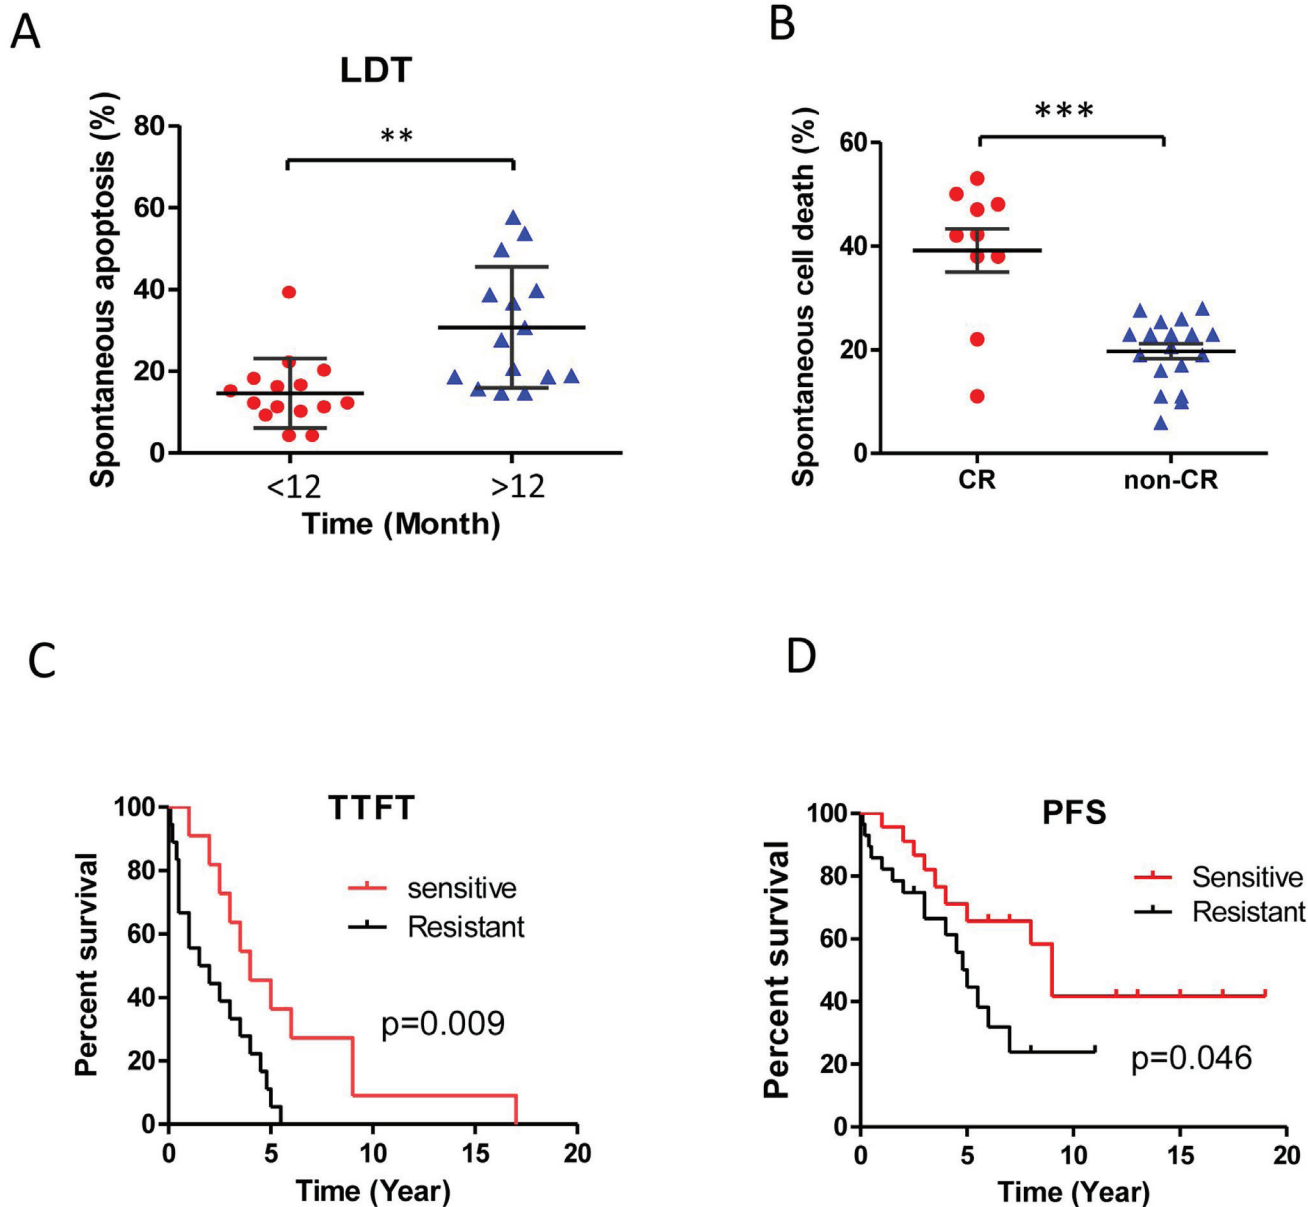 A
LDT
Spontaneous apoptosis (%)
80
60
40
20
0
**
<12
>12
Time (Month)
B
Spontaneous cell death (%)
60
40
20
0
***
CR
non-CR
C
TTFT
Percent survival
100
80
60
40
20
0
sensitive
Resistant
p=0.009
0 5 10 15 20
Time (Year)
D
PFS
Percent survival
100
80
60
40
20
0
Sensitive
Resistant
p=0.046
0 5 10 15 20
Time (Year)